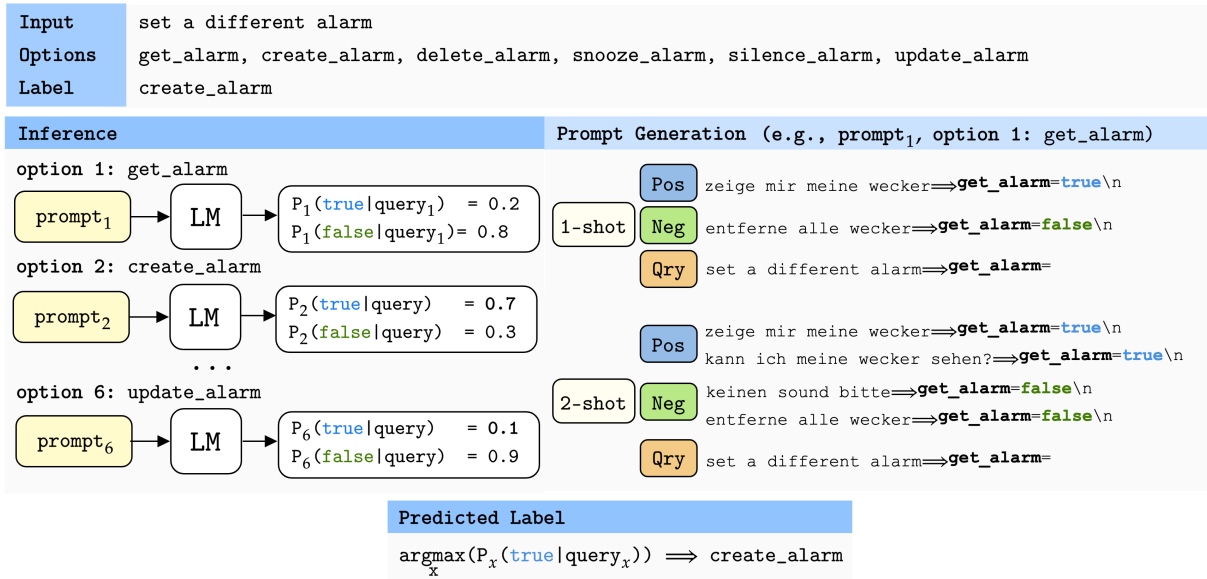 Input set a different alarm
Options get_alarm, create_alarm, delete_alarm, snooze_alarm, silence_alarm, update_alarm
Label create_alarm
Inference
option 1: get_alarm
prompt1 LM P1(true|query1) = 0.2
P1(false|query1)= 0.8
option 2: create_alarm
prompt2 LM P2(true|query) = 0.7
P2(false|query) = 0.3
...
option 6: update_alarm
prompt6 LM P6(true|query) = 0.1
P6(false|query) = 0.9
Prompt Generation (e.g., prompt1, option 1: get_alarm)
1-shot
Pos zeige mir meine wecker⟹get_alarm=true\n
Neg entferne alle wecker⟹get_alarm=false\n
Qry set a different alarm⟹get_alarm=
2-shot
Pos zeige mir meine wecker⟹get_alarm=true\n
kann ich meine wecker sehen?⟹get_alarm=true\n
Neg keinen sound bitte⟹get_alarm=false\n
entferne alle wecker⟹get_alarm=false\n
Qry set a different alarm⟹get_alarm=
Predicted Label
argmax(Px(true|queryx)) ⟹ create_alarm
x